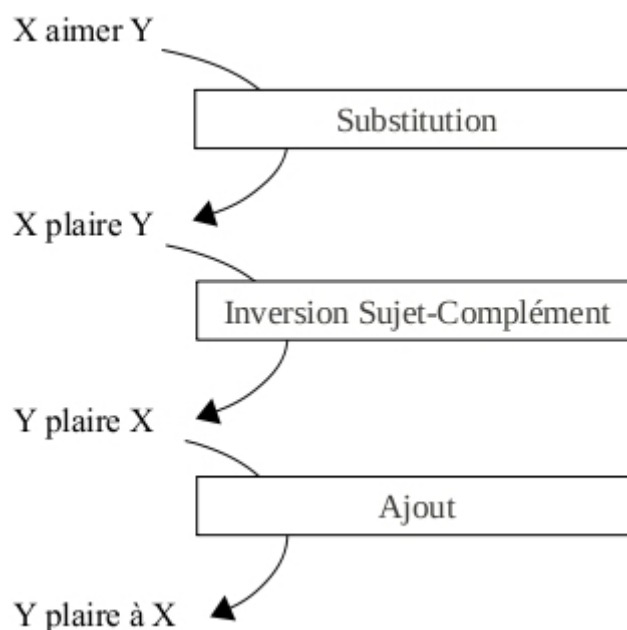 X aimer Y
Substitution
X plaire Y
Inversion Sujet-Complément
Y plaire X
Ajout
Y plaire à X